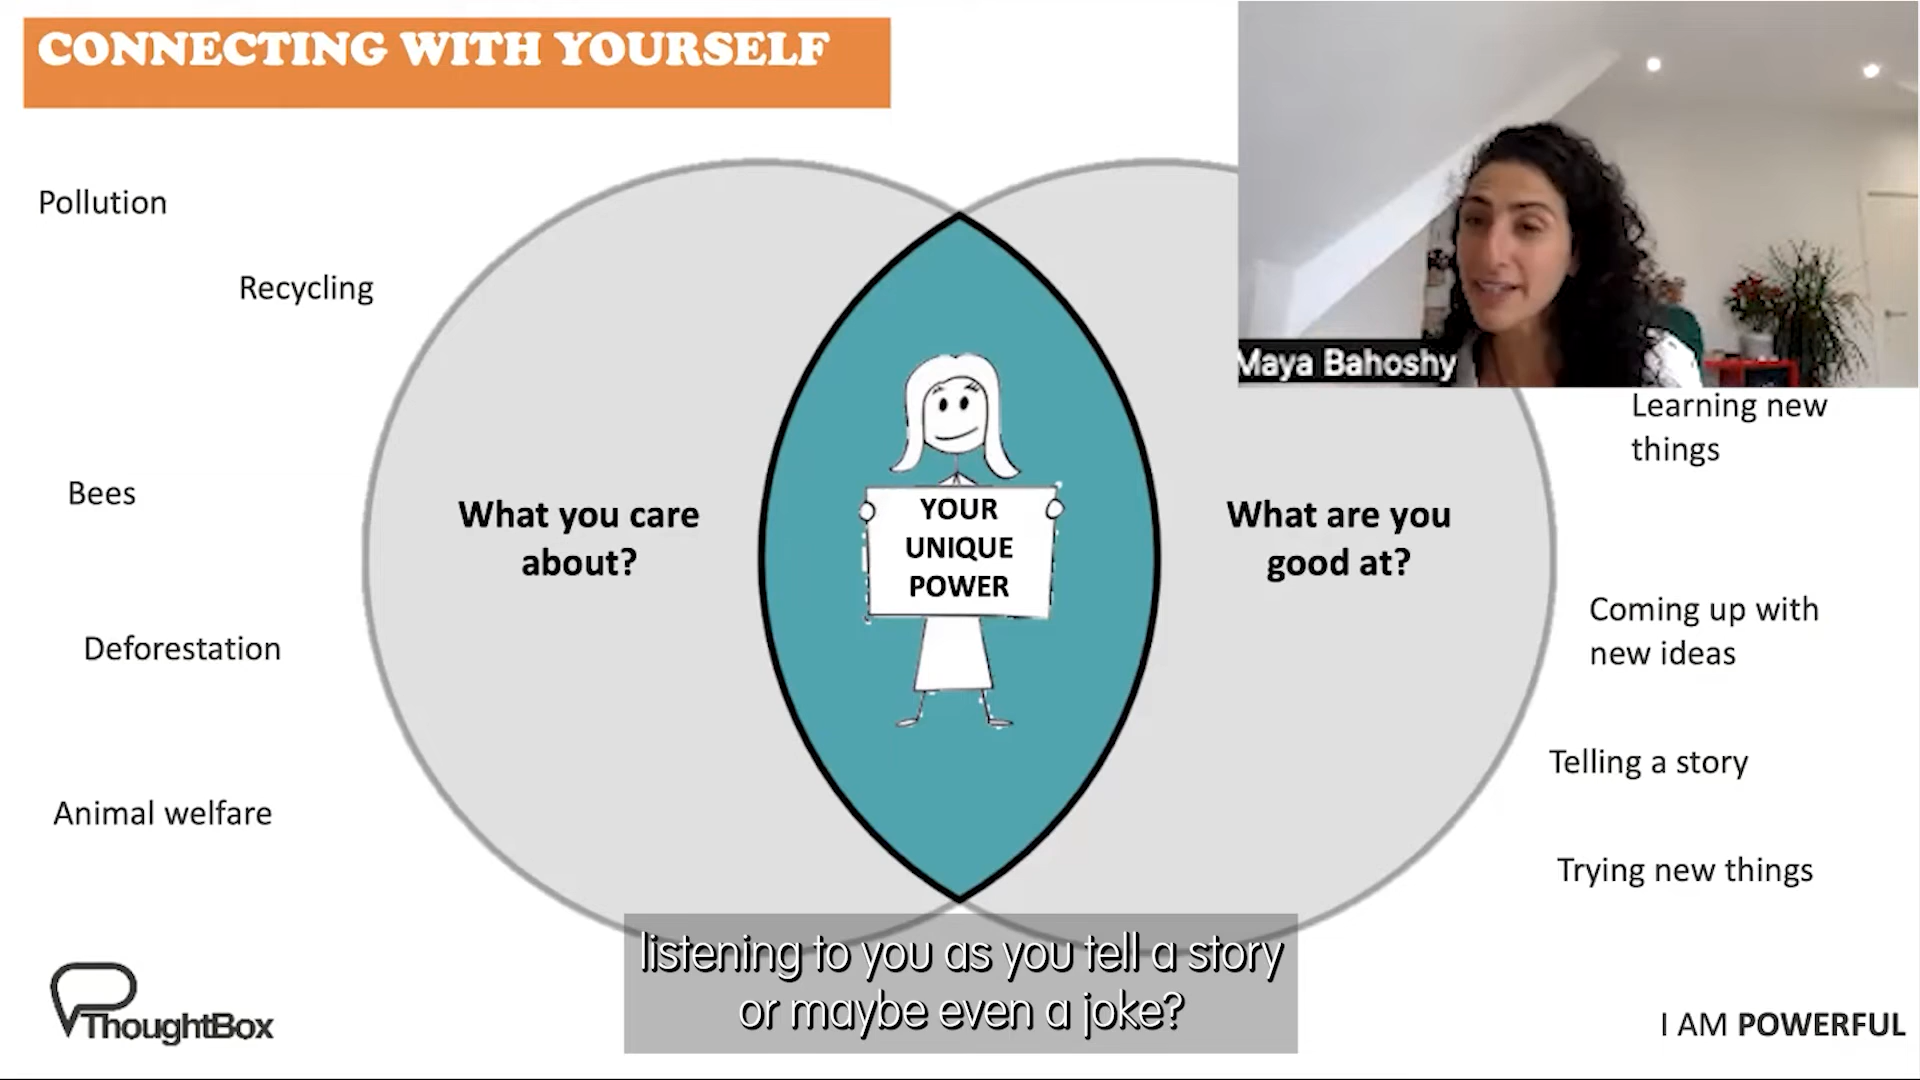 CONNECTING WITH YOURSELF
Pollution
Recycling
Bees
Deforestation
Animal welfare
What you care
about?
YOUR
UNIQUE
POWER
What are you
good at?
Maya Bahoshy
Learning new
things
Coming up with
new ideas
Telling a story
Trying new things
listening to you as you tell a story
or maybe even a joke?
ThoughtBox
I AM POWERFUL